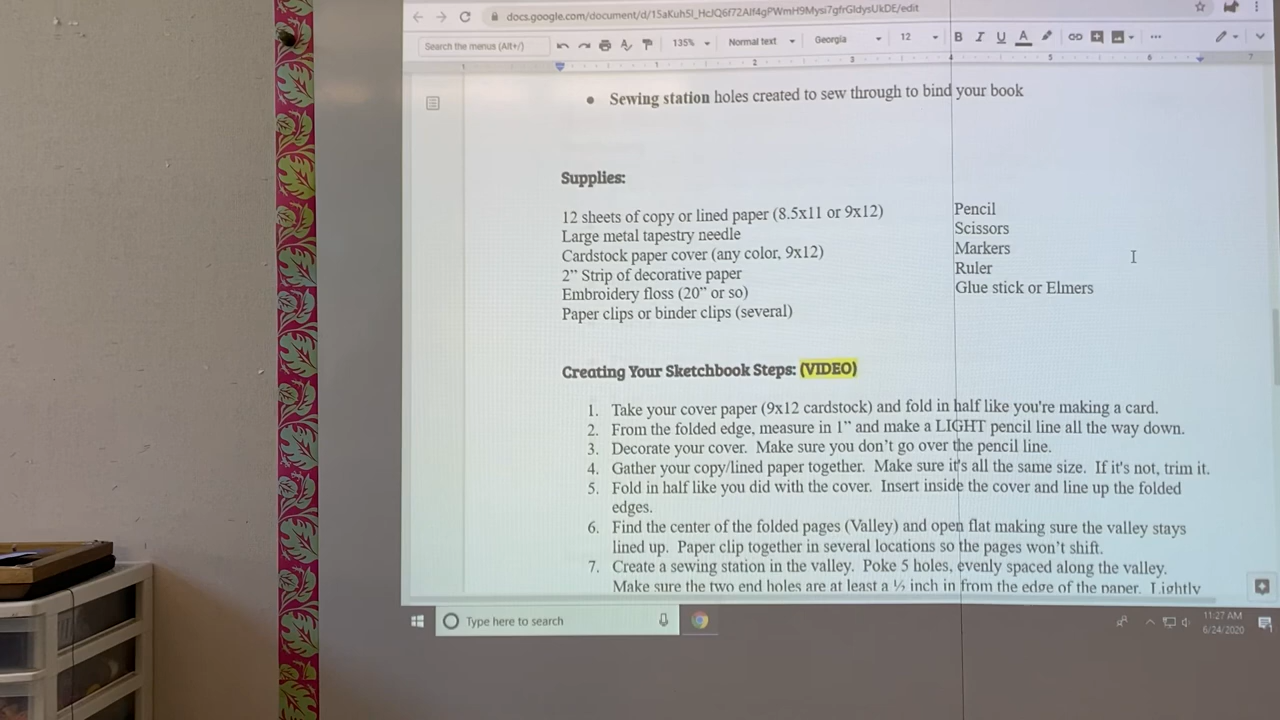 docs.google.com/document/d/15aKuh5l_HcJQ6f72Alf4gPWmH9Mysi7gfrGldysUkDE/edit
Search the menus (Alt+/)
135%
Normal text
Georgia
12
B I U A
1 1 2 3 4 5 6 7
• Sewing station holes created to sew through to bind your book
Supplies:
12 sheets of copy or lined paper (8.5x11 or 9x12)
Large metal tapestry needle
Cardstock paper cover (any color, 9x12)
2” Strip of decorative paper
Embroidery floss (20” or so)
Paper clips or binder clips (several)
Pencil
Scissors
Markers
Ruler
Glue stick or Elmers
Creating Your Sketchbook Steps: (VIDEO)
1. Take your cover paper (9x12 cardstock) and fold in half like you're making a card.
2. From the folded edge, measure in 1” and make a LIGHT pencil line all the way down.
3. Decorate your cover. Make sure you don’t go over the pencil line.
4. Gather your copy/lined paper together. Make sure it's all the same size. If it's not, trim it.
5. Fold in half like you did with the cover. Insert inside the cover and line up the folded
edges.
6. Find the center of the folded pages (Valley) and open flat making sure the valley stays
lined up. Paper clip together in several locations so the pages won’t shift.
7. Create a sewing station in the valley. Poke 5 holes, evenly spaced along the valley.
Make sure the two end holes are at least a ½ inch in from the edge of the paper. Lightly
Type here to search
11:27 AM
6/24/2020